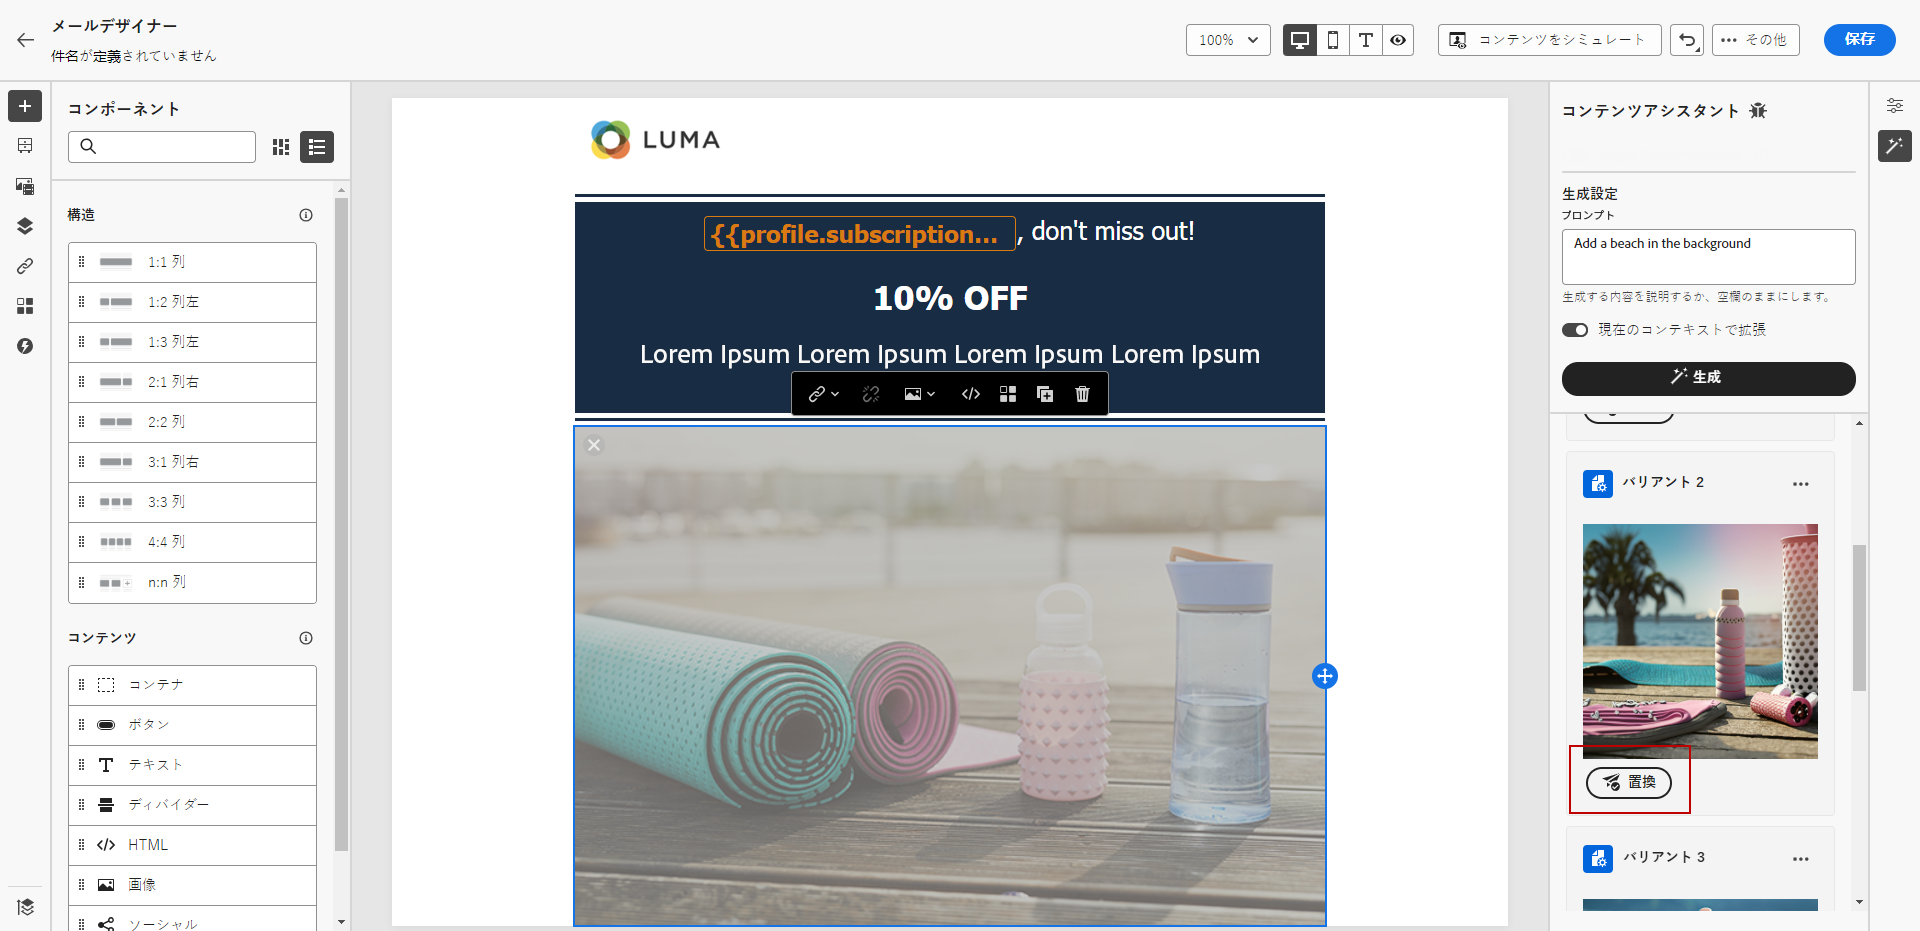 メールデザイナー
件名が定義されていません
100%
コンテンツをシミュレート
その他
保存
コンポーネント
構造
1:1 列
1:2 列左
1:3 列左
2:1 列右
2:2 列
3:1 列右
3:3 列
4:4 列
n:n 列
コンテンツ
コンテナ
ボタン
テキスト
ディバイダー
HTML
画像
ソーシャル
LUMA
{{profile.subscription... , don't miss out!
10% OFF
Lorem Ipsum Lorem Ipsum Lorem Ipsum Lorem Ipsum
コンテンツアシスタント
生成設定
プロンプト
Add a beach in the background
生成する内容を説明するか、空欄のままにします。
現在のコンテキストで拡張
生成
バリアント 2
置換
バリアント 3